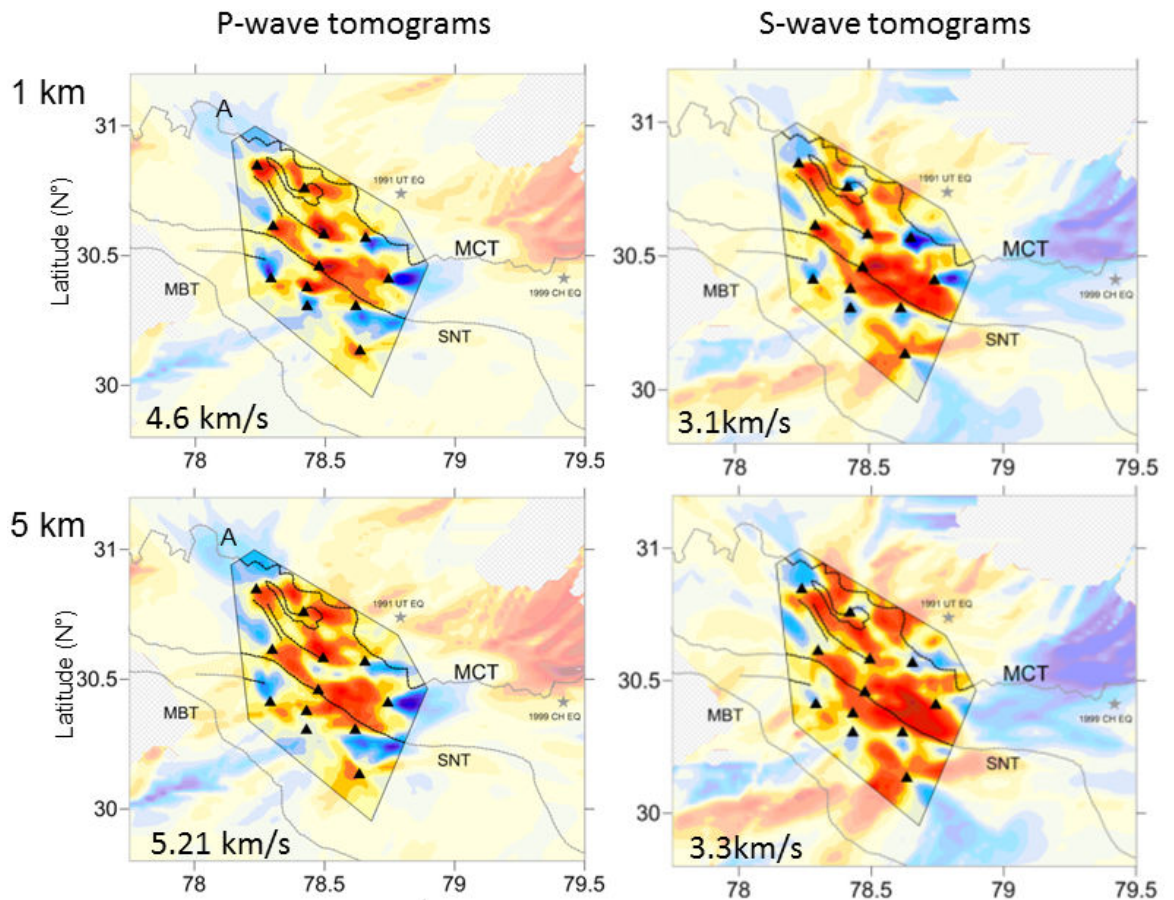 P-wave tomograms
S-wave tomograms
1 km
A
31
30.5
30
Latitude (N°)
1991 UT EQ
MCT
1999 CH EQ
MBT
SNT
4.6 km/s
78
78.5
79
79.5
31
30.5
30
1991 UT EQ
MCT
1999 CH EQ
MBT
SNT
3.1km/s
78
78.5
79
79.5
5 km
A
31
30.5
30
Latitude (N°)
1991 UT EQ
MCT
1999 CH EQ
MBT
SNT
5.21 km/s
78
78.5
79
79.5
31
30.5
30
1991 UT EQ
MCT
1999 CH EQ
MBT
SNT
3.3km/s
78
78.5
79
79.5